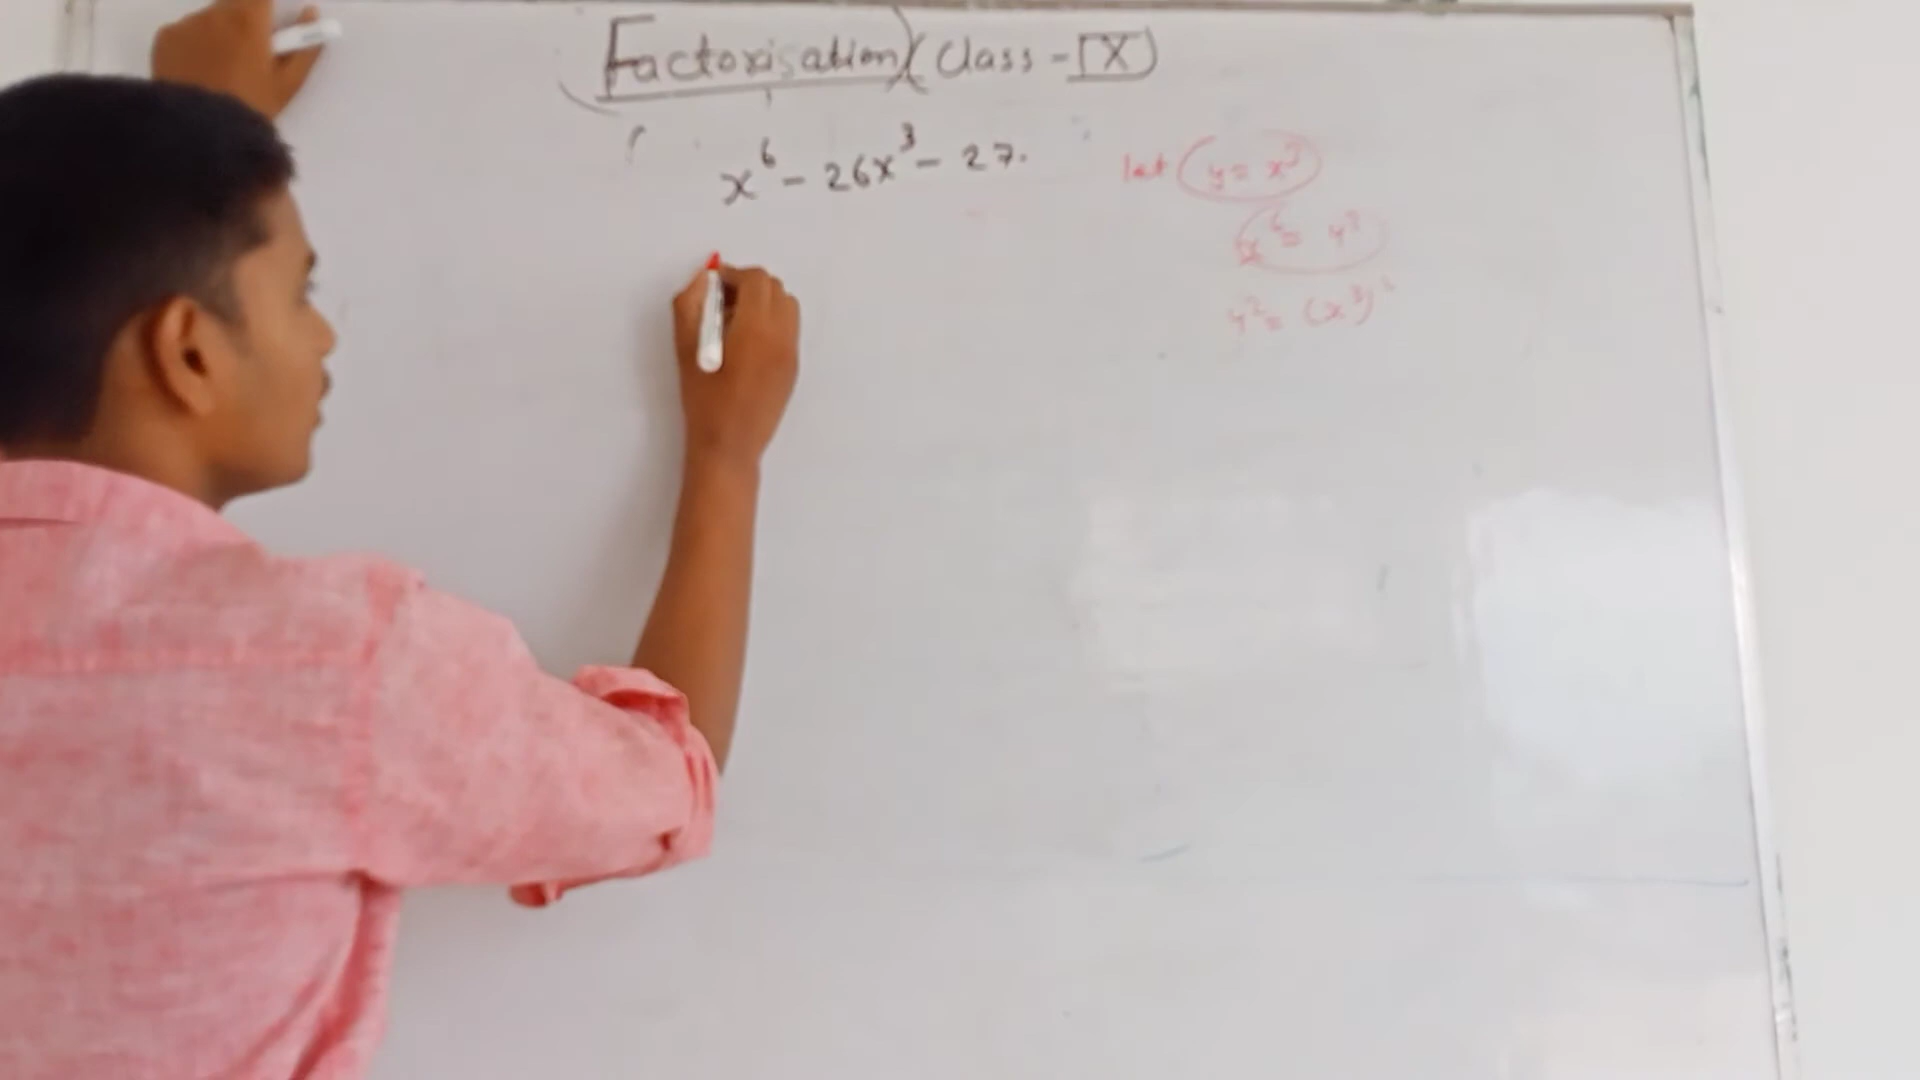 Factorisation (Class - IX)
x⁶ - 26x³ - 27.
let y = x³
x⁶ = y²
y² = (x³)²